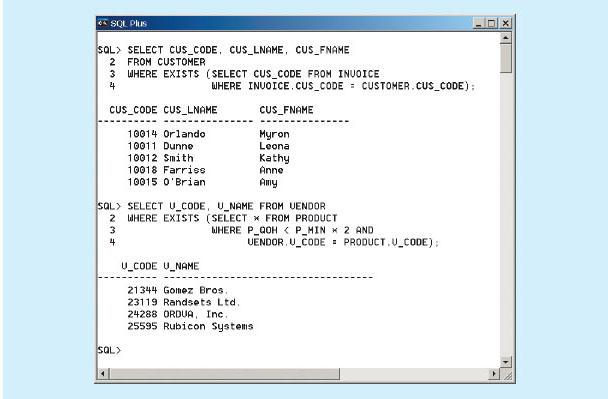 SQL Plus
SQL> SELECT CUS_CODE, CUS_LNAME, CUS_FNAME
2 FROM CUSTOMER
3 WHERE EXISTS (SELECT CUS_CODE FROM INVOICE
4 WHERE INVOICE.CUS_CODE = CUSTOMER.CUS_CODE);
CUS_CODE CUS_LNAME CUS_FNAME
---------- --------------- ---------------
10014 Orlando Myron
10011 Dunne Leona
10012 Smith Kathy
10018 Farriss Anne
10015 O'Brian Amy
SQL> SELECT V_CODE, V_NAME FROM VENDOR
2 WHERE EXISTS (SELECT * FROM PRODUCT
3 WHERE P_QOH < P_MIN * 2 AND
4 VENDOR.V_CODE = PRODUCT.V_CODE);
V_CODE V_NAME
---------- -----------------------------------
21344 Gomez Bros.
23119 Randsets Ltd.
24288 ORDVA, Inc.
25595 Rubicon Systems
SQL>